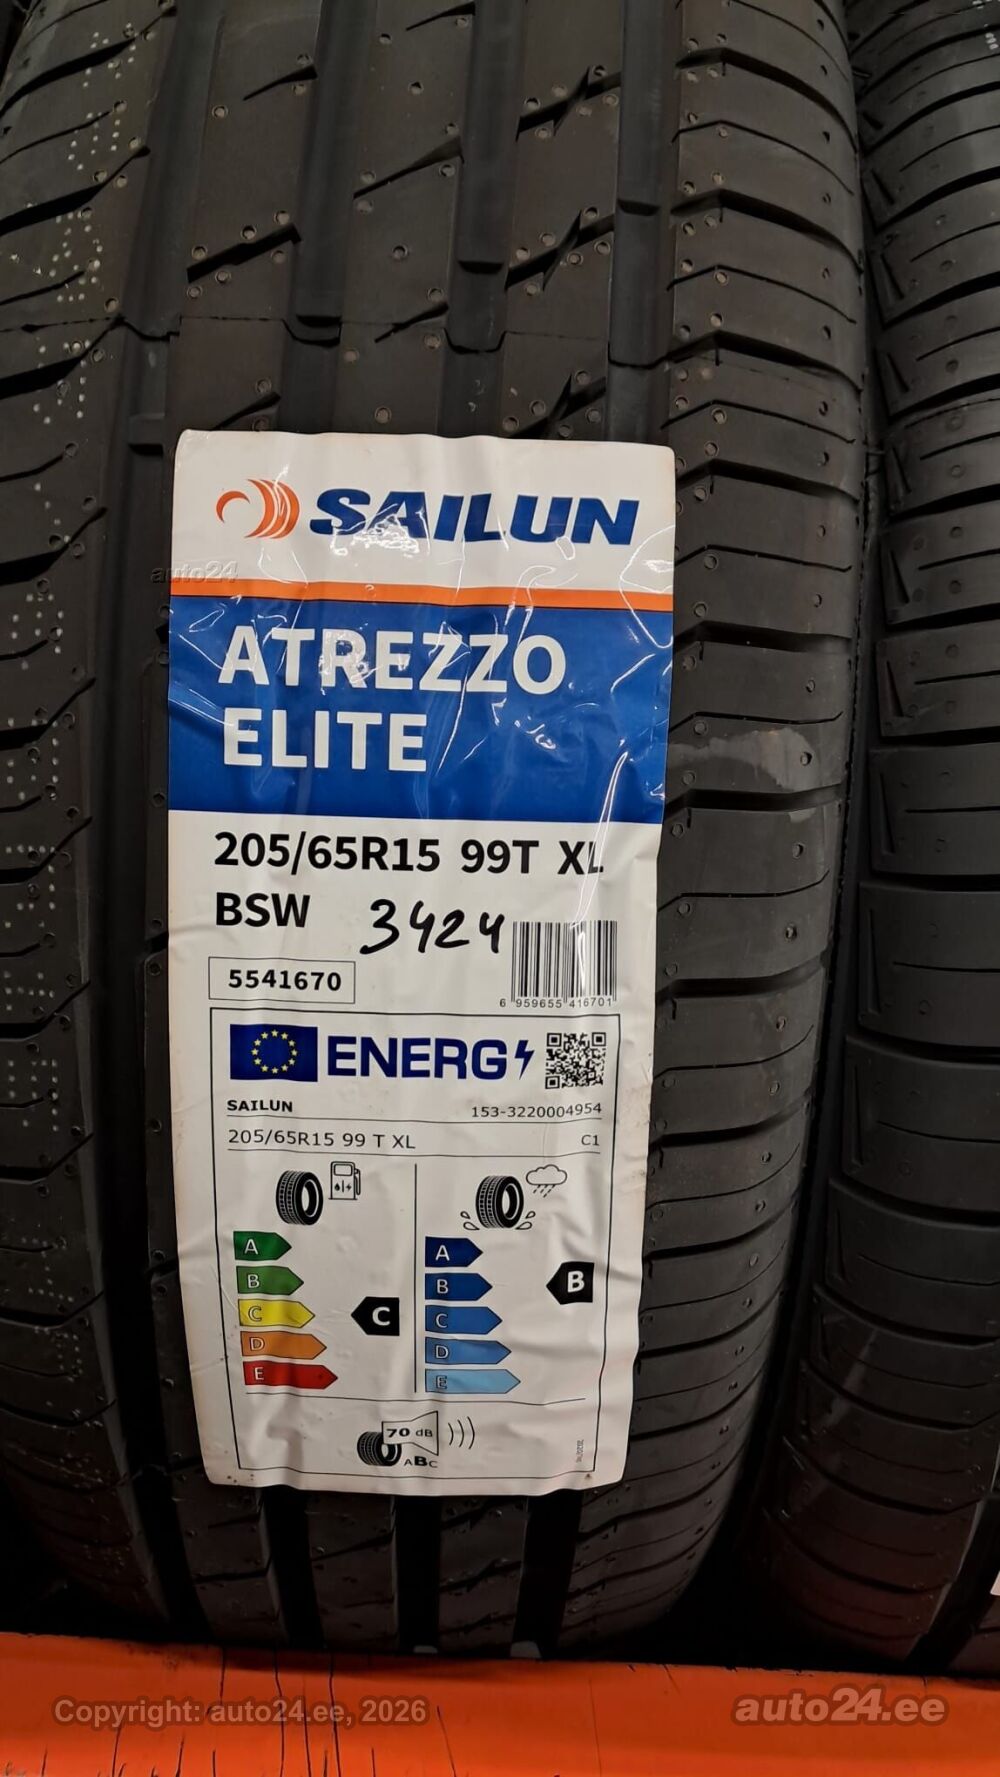 SAILUN
auto24
ATREZZO
ELITE
205/65R15 99T XL
BSW 3424
5541670
6 959655 416701
ENERG
SAILUN 153-3220004954
205/65R15 99 T XL C1
A A
B B B
C C C
D D
E E
70 dB
ABC
Copyright: auto24.ee, 2026 auto24.ee